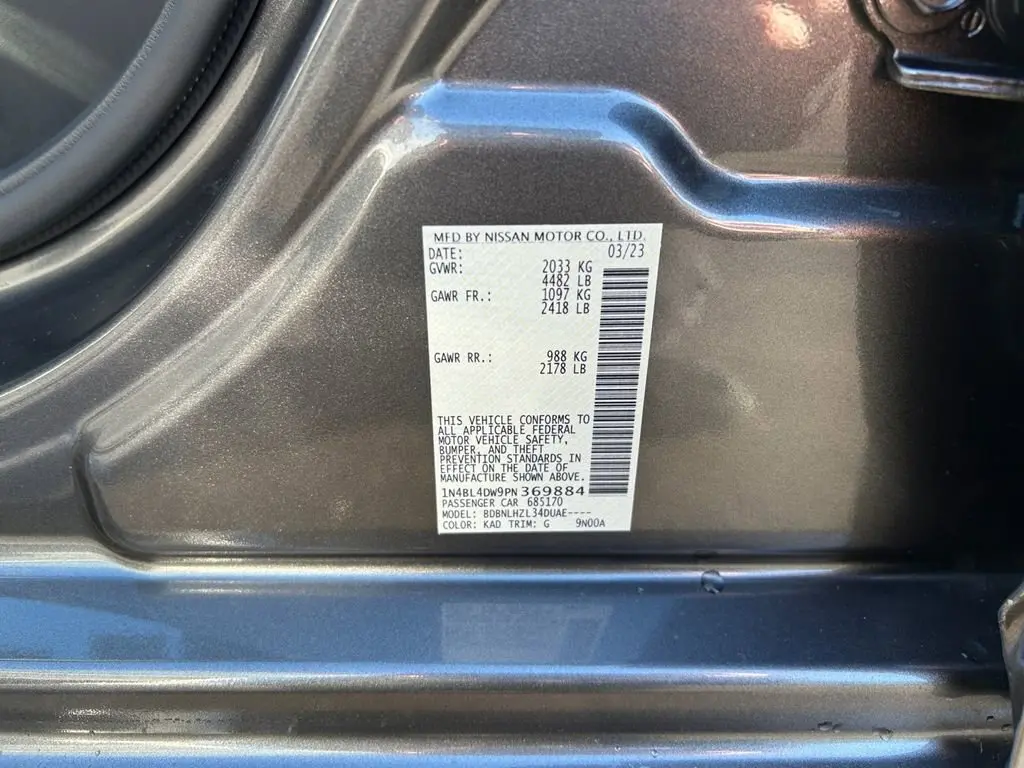 MFD BY NISSAN MOTOR CO., LTD.
DATE: 03/23
GVWR: 2033 KG
4482 LB
GAWR FR.: 1097 KG
2418 LB
GAWR RR.: 988 KG
2178 LB
THIS VEHICLE CONFORMS TO
ALL APPLICABLE FEDERAL
MOTOR VEHICLE SAFETY,
BUMPER, AND THEFT
PREVENTION STANDARDS IN
EFFECT ON THE DATE OF
MANUFACTURE SHOWN ABOVE.
1N4BL4DW9PN369884
PASSENGER CAR 685170
MODEL: BDBNLHZL34DUAE----
COLOR: KAD TRIM: G 9N00A